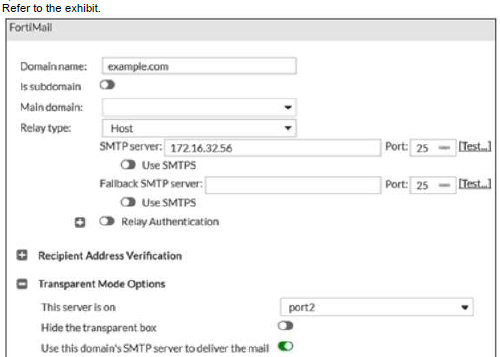 Refer to the exhibit.
FortiMail
Domain name: example.com
Is subdomain
Main domain:
Relay type: Host
SMTP server: 172.16.32.56 Port: 25 [Test...]
Use SMTPS
Fallback SMTP server: Port: 25 [Test...]
Use SMTPS
Relay Authentication
Recipient Address Verification
Transparent Mode Options
This server is on port2
Hide the transparent box
Use this domain's SMTP server to deliver the mail